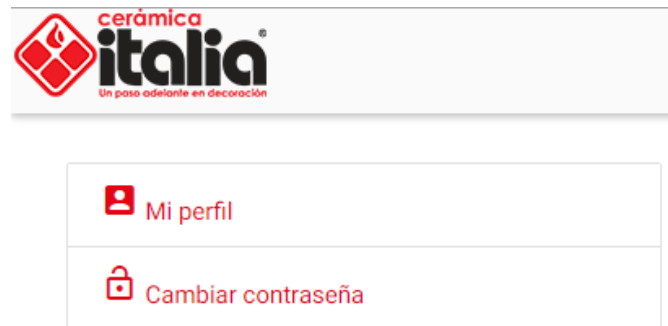 cerámica
italia®
Un paso adelante en decoración
Mi perfil
Cambiar contraseña